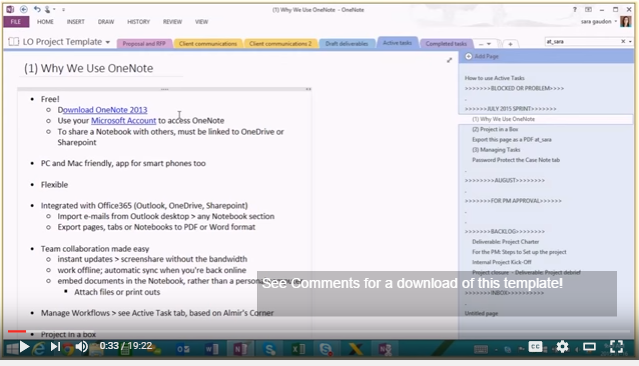 (1) Why We Use OneNote - OneNote
sara gaudon
FILE HOME INSERT DRAW HISTORY REVIEW VIEW
LO Project Template
Proposal and RFP
Client communications
Client communications 2
Draft deliverables
Active tasks
Completed tasks
at_sara
(1) Why We Use OneNote
Free!
Download OneNote 2013
Use your Microsoft Account to access OneNote
To share a Notebook with others, must be linked to OneDrive or
Sharepoint
PC and Mac friendly, app for smart phones too
Flexible
Integrated with Office365 (Outlook, OneDrive, Sharepoint)
Import e-mails from Outlook desktop > any Notebook section
Export pages, tabs or Notebooks to PDF or Word format
Team collaboration made easy
instant updates > screenshare without the bandwidth
work offline; automatic sync when you're back online
embed documents in the Notebook, rather than a
Attach files or print outs
Manage Workflows > see Active Task tab, based on Almir's Corner
Project in a box
Add Page
How to use Active Tasks
>>>>>>>BLOCKED OR PROBLEM>>>>
>>>>>>>JULY 2015 SPRINT>>>>>>
(1) Why We Use OneNote
(2) Project in a Box
Export this page as a PDF at_sara
(3) Managing Tasks
Password Protect the Case Note tab
>>>>>>>>AUGUST>>>>>>>>
>>>>>>>>FOR PM APPROVAL>>>>>>
>>>>>>>>BACKLOG>>>>>>>>
Deliverable: Project Charter
For the PM: Steps to Set up the project
Internal Project Kick-Off
Project closure - Deliverable: Project debrief
>>>>>>>>INBOX>>>>>>>>>
Untitled page
See Comments for a download of this template!
0:33 / 19:22
CC